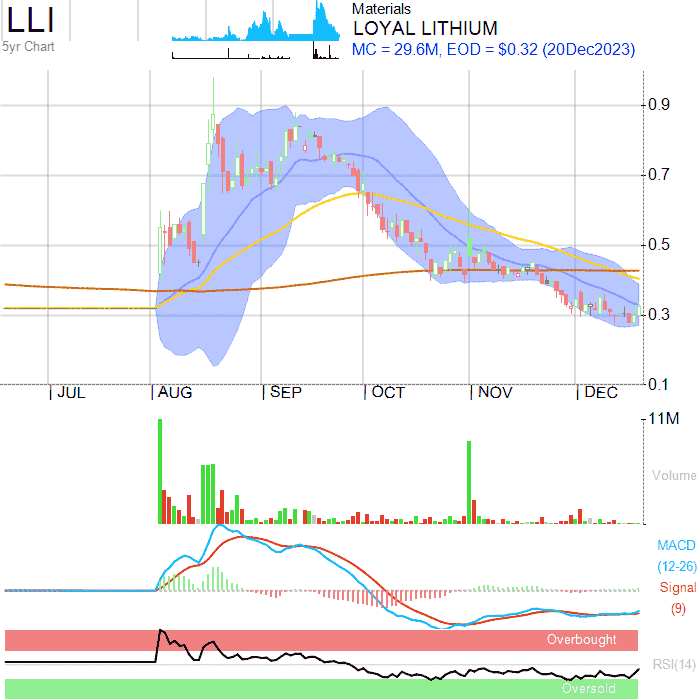 LLI
5yr Chart
Materials
LOYAL LITHIUM
MC = 29.6M, EOD = $0.32 (20Dec2023)
0.9
0.7
0.5
0.3
0.1
JUL AUG SEP OCT NOV DEC
11M
Volume
MACD
(12-26)
Signal
(9)
Overbought
RSI(14)
Oversold